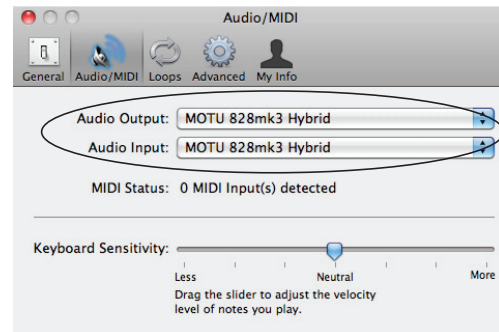 Audio/MIDI
General Audio/MIDI Loops Advanced My Info
Audio Output: MOTU 828mk3 Hybrid
Audio Input: MOTU 828mk3 Hybrid
MIDI Status: 0 MIDI Input(s) detected
Keyboard Sensitivity:
Less Neutral More
Drag the slider to adjust the velocity
level of notes you play.